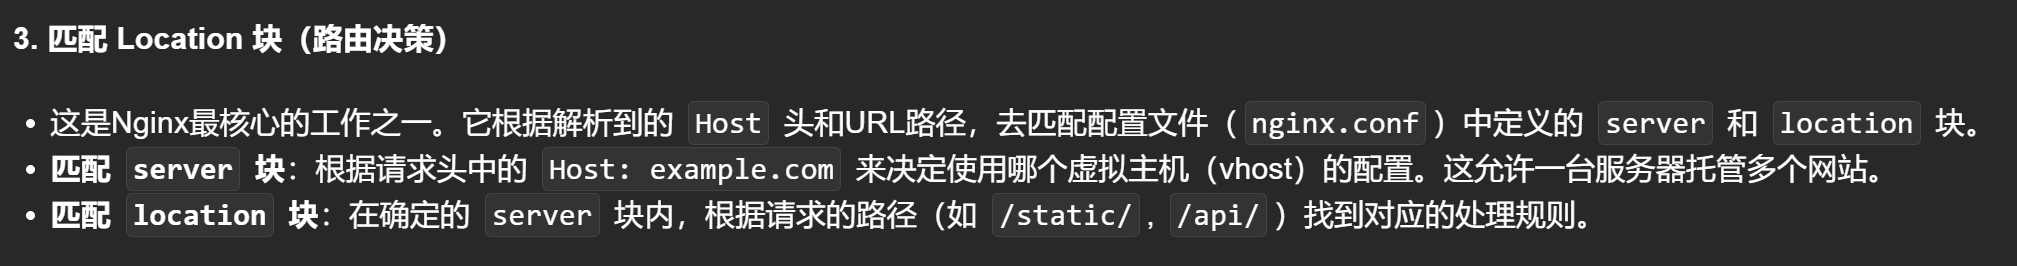 3. 匹配 Location 块（路由决策）
• 这是Nginx最核心的工作之一。它根据解析到的 Host 头和URL路径，去匹配配置文件（ nginx.conf ）中定义的 server 和 location 块。
• 匹配 server 块：根据请求头中的 Host: example.com 来决定使用哪个虚拟主机（vhost）的配置。这允许一台服务器托管多个网站。
• 匹配 location 块：在确定的 server 块内，根据请求的路径（如 /static/ , /api/ ）找到对应的处理规则。